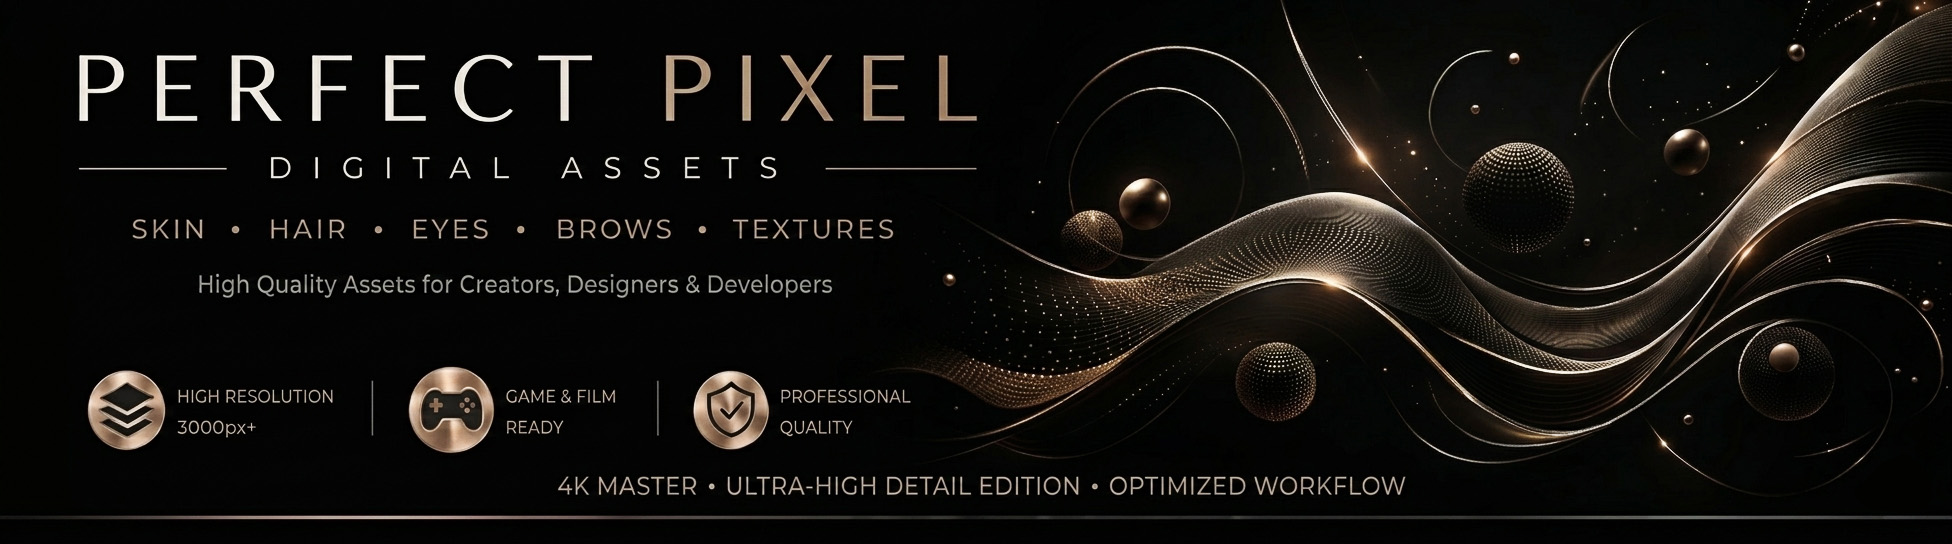 PERFECT PIXEL
DIGITAL ASSETS
SKIN • HAIR • EYES • BROWS • TEXTURES
High Quality Assets for Creators, Designers & Developers
HIGH RESOLUTION
3000px+
GAME & FILM
READY
PROFESSIONAL
QUALITY
4K MASTER • ULTRA-HIGH DETAIL EDITION • OPTIMIZED WORKFLOW